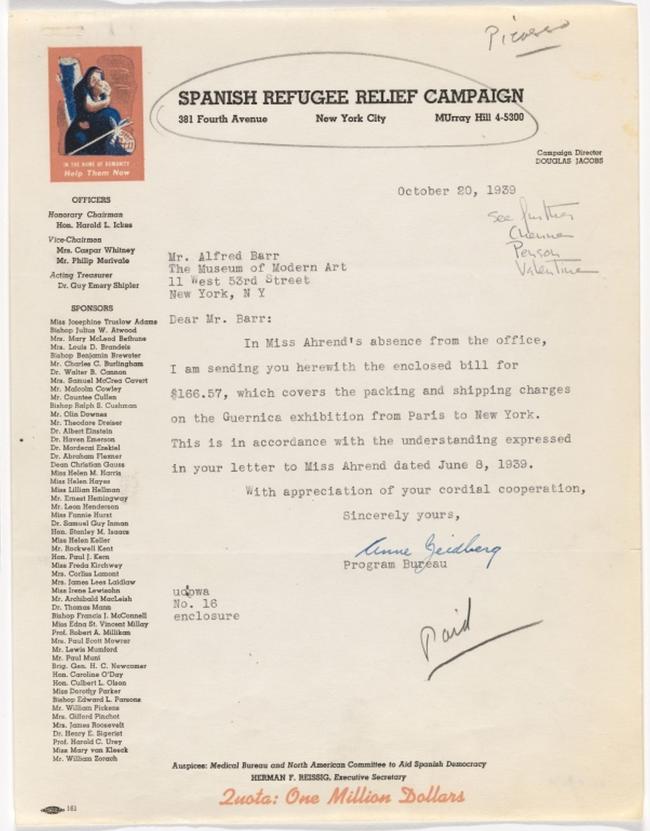 Picasso
SPANISH REFUGEE RELIEF CAMPAIGN
381 Fourth Avenue New York City MUrray Hill 4-5300
IN THE NAME OF HUMANITY
Help Them Now
Campaign Director
DOUGLAS JACOBS
OFFICERS
Honorary Chairman
Hon. Harold L. Ickes
Vice-Chairmen
Mrs. Caspar Whitney
Mr. Philip Merivale
Acting Treasurer
Dr. Guy Emery Shipler
SPONSORS
Miss Josephine Truslow Adams
Bishop Julius W. Atwood
Mrs. Mary McLeod Bethune
Mrs. Louis D. Brandeis
Bishop Benjamin Brewster
Mr. Charles C. Burlingham
Dr. Walter B. Cannon
Mrs. Samuel McCrea Cavert
Mr. Malcolm Cowley
Mr. Countee Cullen
Bishop Ralph S. Cushman
Mr. Olin Downes
Mr. Theodore Dreiser
Dr. Albert Einstein
Dr. Haven Emerson
Dr. Mordecai Ezekiel
Dr. Abraham Flexner
Dean Christian Gauss
Miss Helen M. Harris
Miss Helen Hayes
Miss Lillian Hellman
Mr. Ernest Hemingway
Mr. Leon Henderson
Miss Fannie Hurst
Dr. Samuel Guy Inman
Hon. Stanley M. Isaacs
Miss Helen Keller
Mr. Rockwell Kent
Hon. Paul J. Kern
Miss Freda Kirchwey
Mrs. Corliss Lamont
Mrs. James Lees Laidlaw
Miss Irene Lewisohn
Mr. Archibald MacLeish
Dr. Thomas Mann
Bishop Francis J. McConnell
Miss Edna St. Vincent Millay
Prof. Robert A. Millikan
Mrs. Paul Scott Mowrer
Mr. Lewis Mumford
Mr. Paul Muni
Brig. Gen. H. C. Newcomer
Hon. Caroline O'Day
Hon. Culbert L. Olson
Miss Dorothy Parker
Bishop Edward L. Parsons
Mr. William Pickens
Mrs. Gifford Pinchot
Mrs. James Roosevelt
Dr. Henry E. Sigerist
Prof. Harold C. Urey
Miss Mary van Kleeck
Mr. William Zorach
October 20, 1939
See further
Penson
Valentine
Mr. Alfred Barr
The Museum of Modern Art
11 West 53rd Street
New York, N Y
Dear Mr. Barr:
In Miss Ahrend's absence from the office,
I am sending you herewith the enclosed bill for
$166.57, which covers the packing and shipping charges
on the Guernica exhibition from Paris to New York.
This is in accordance with the understanding expressed
in your letter to Miss Ahrend dated June 8, 1939.
With appreciation of your cordial cooperation,
Sincerely yours,
Anne Zeidberg
Program Bureau
No. 16
enclosure
Paid
Auspices: Medical Bureau and North American Committee to Aid Spanish Democracy
HERMAN F. REISSIG, Executive Secretary
Quota: One Million Dollars
161